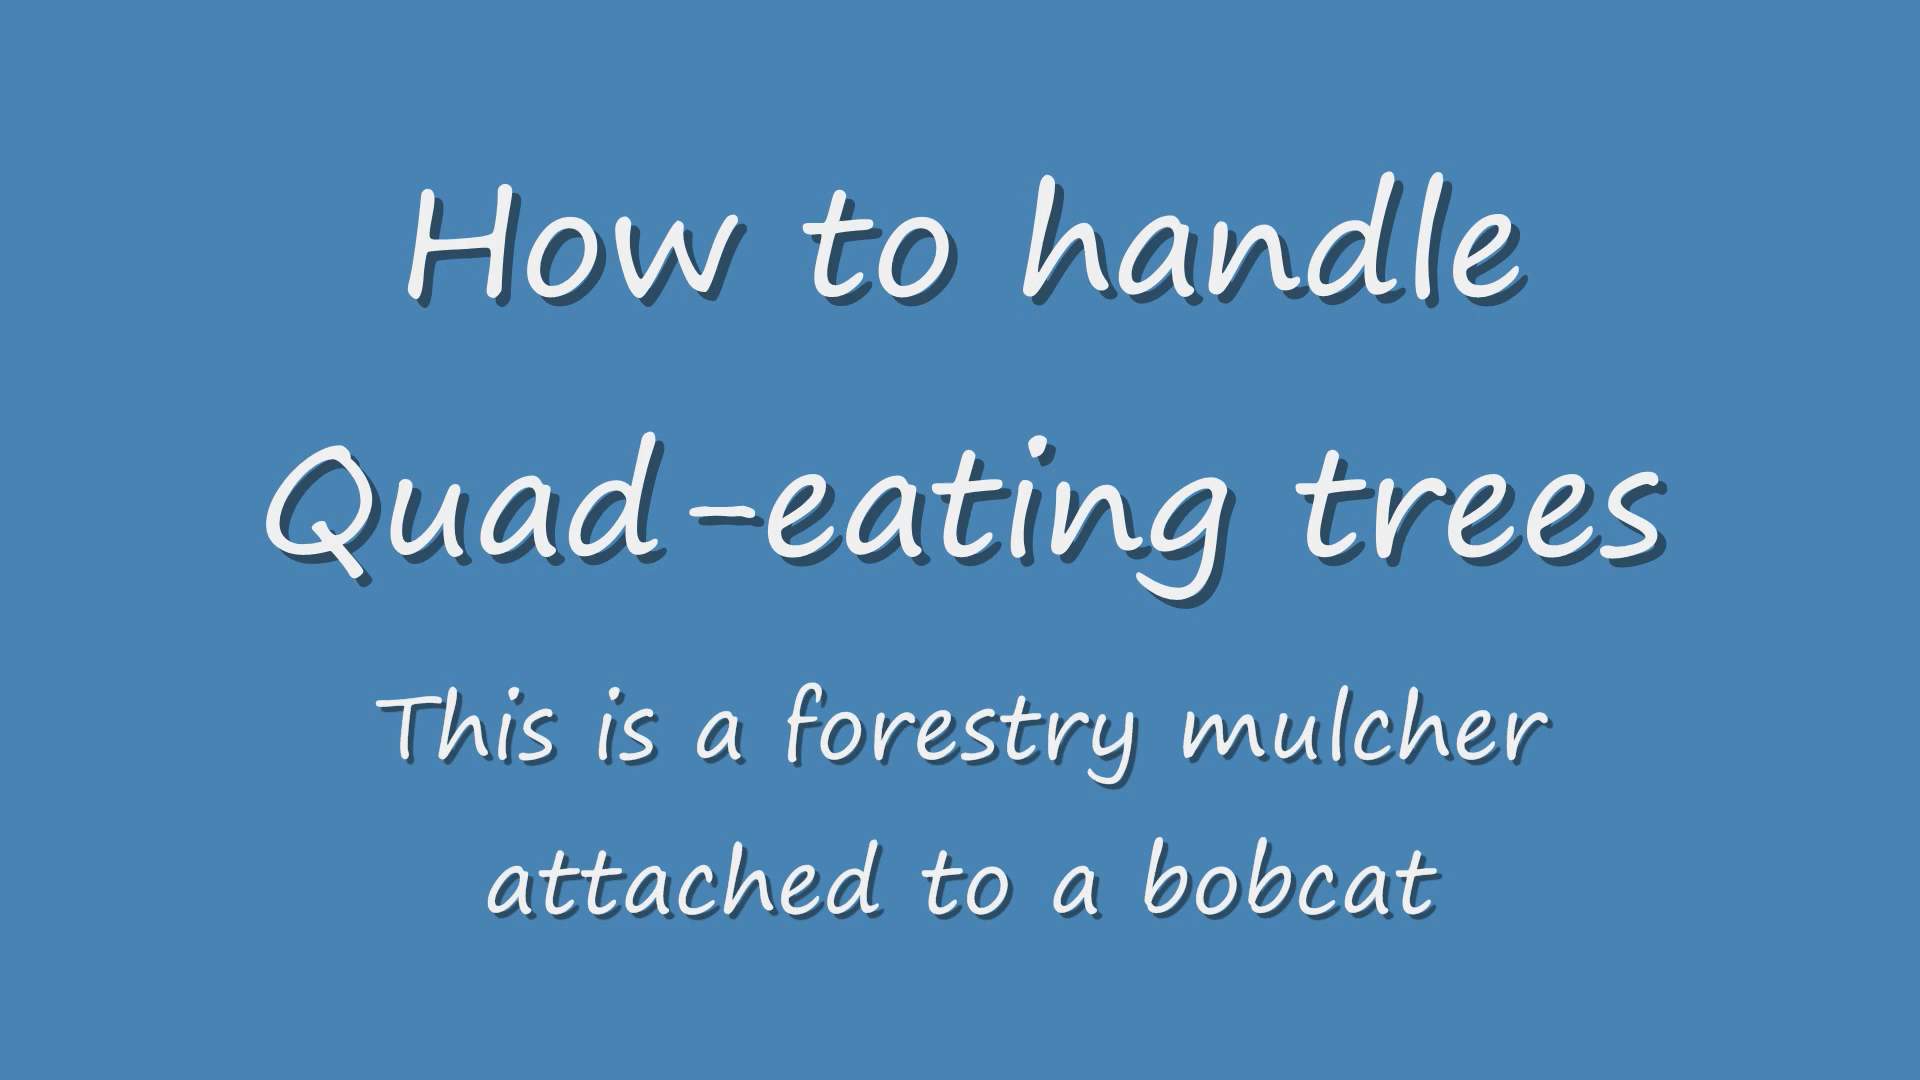 How to handle
Quad-eating trees
This is a forestry mulcher
attached to a bobcat